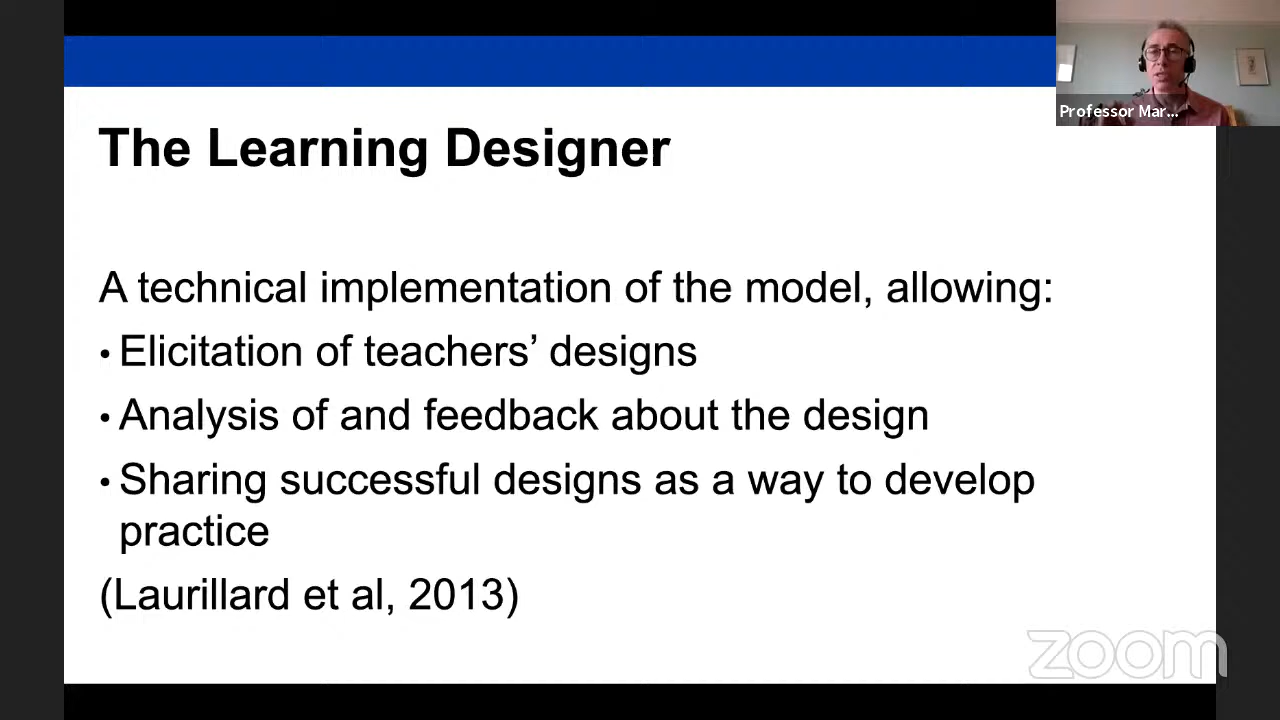 Professor Mar...
The Learning Designer
A technical implementation of the model, allowing:
• Elicitation of teachers’ designs
• Analysis of and feedback about the design
• Sharing successful designs as a way to develop
practice
(Laurillard et al, 2013)
zoom